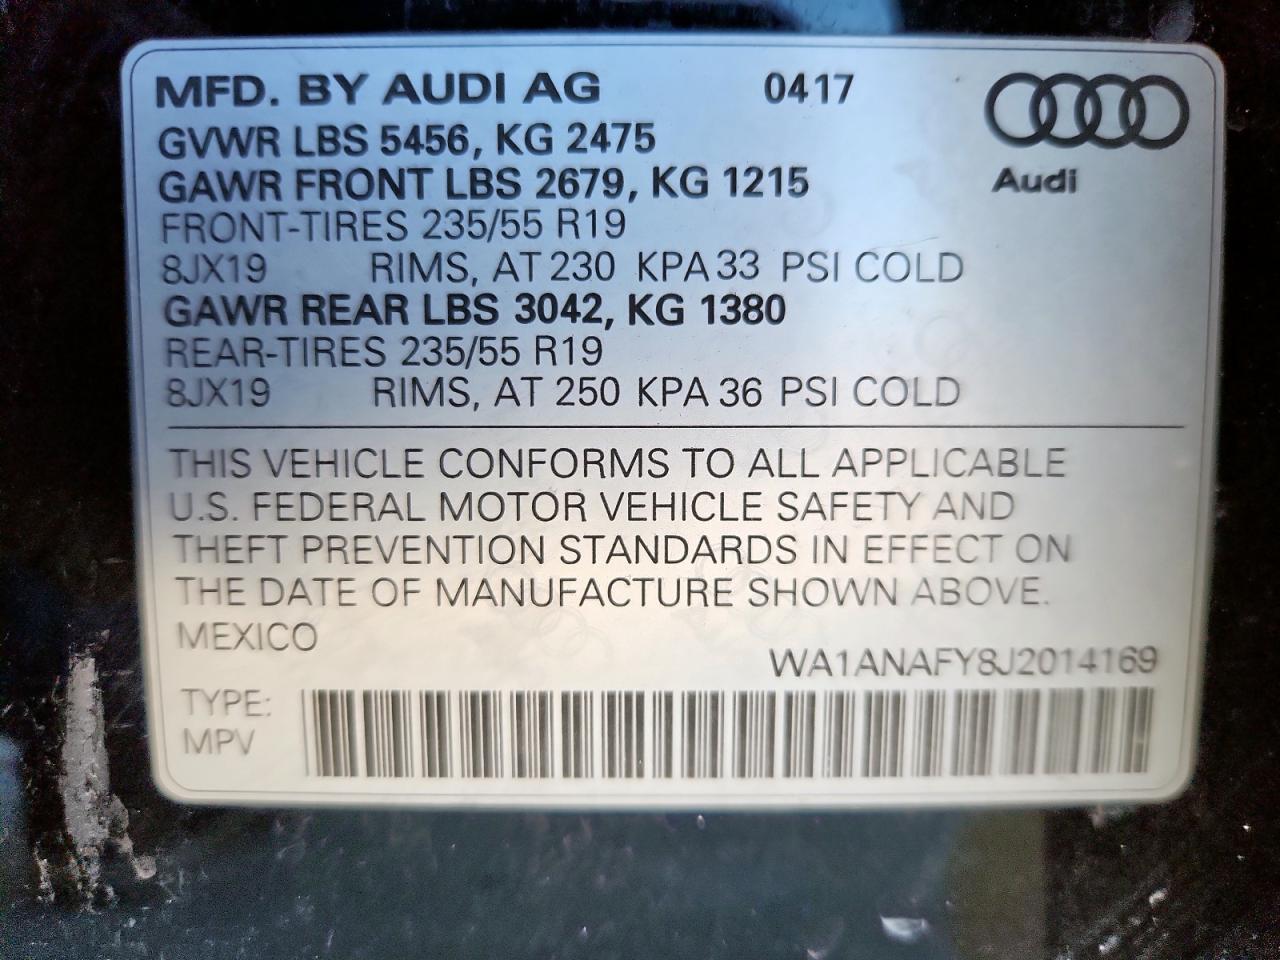 MFD. BY AUDI AG 0417
Audi
GVWR LBS 5456, KG 2475
GAWR FRONT LBS 2679, KG 1215
FRONT-TIRES 235/55 R19
8JX19 RIMS, AT 230 KPA 33 PSI COLD
GAWR REAR LBS 3042, KG 1380
REAR-TIRES 235/55 R19
8JX19 RIMS, AT 250 KPA 36 PSI COLD
THIS VEHICLE CONFORMS TO ALL APPLICABLE
U.S. FEDERAL MOTOR VEHICLE SAFETY AND
THEFT PREVENTION STANDARDS IN EFFECT ON
THE DATE OF MANUFACTURE SHOWN ABOVE.
MEXICO
WA1ANAFY8J2014169
TYPE:
MPV